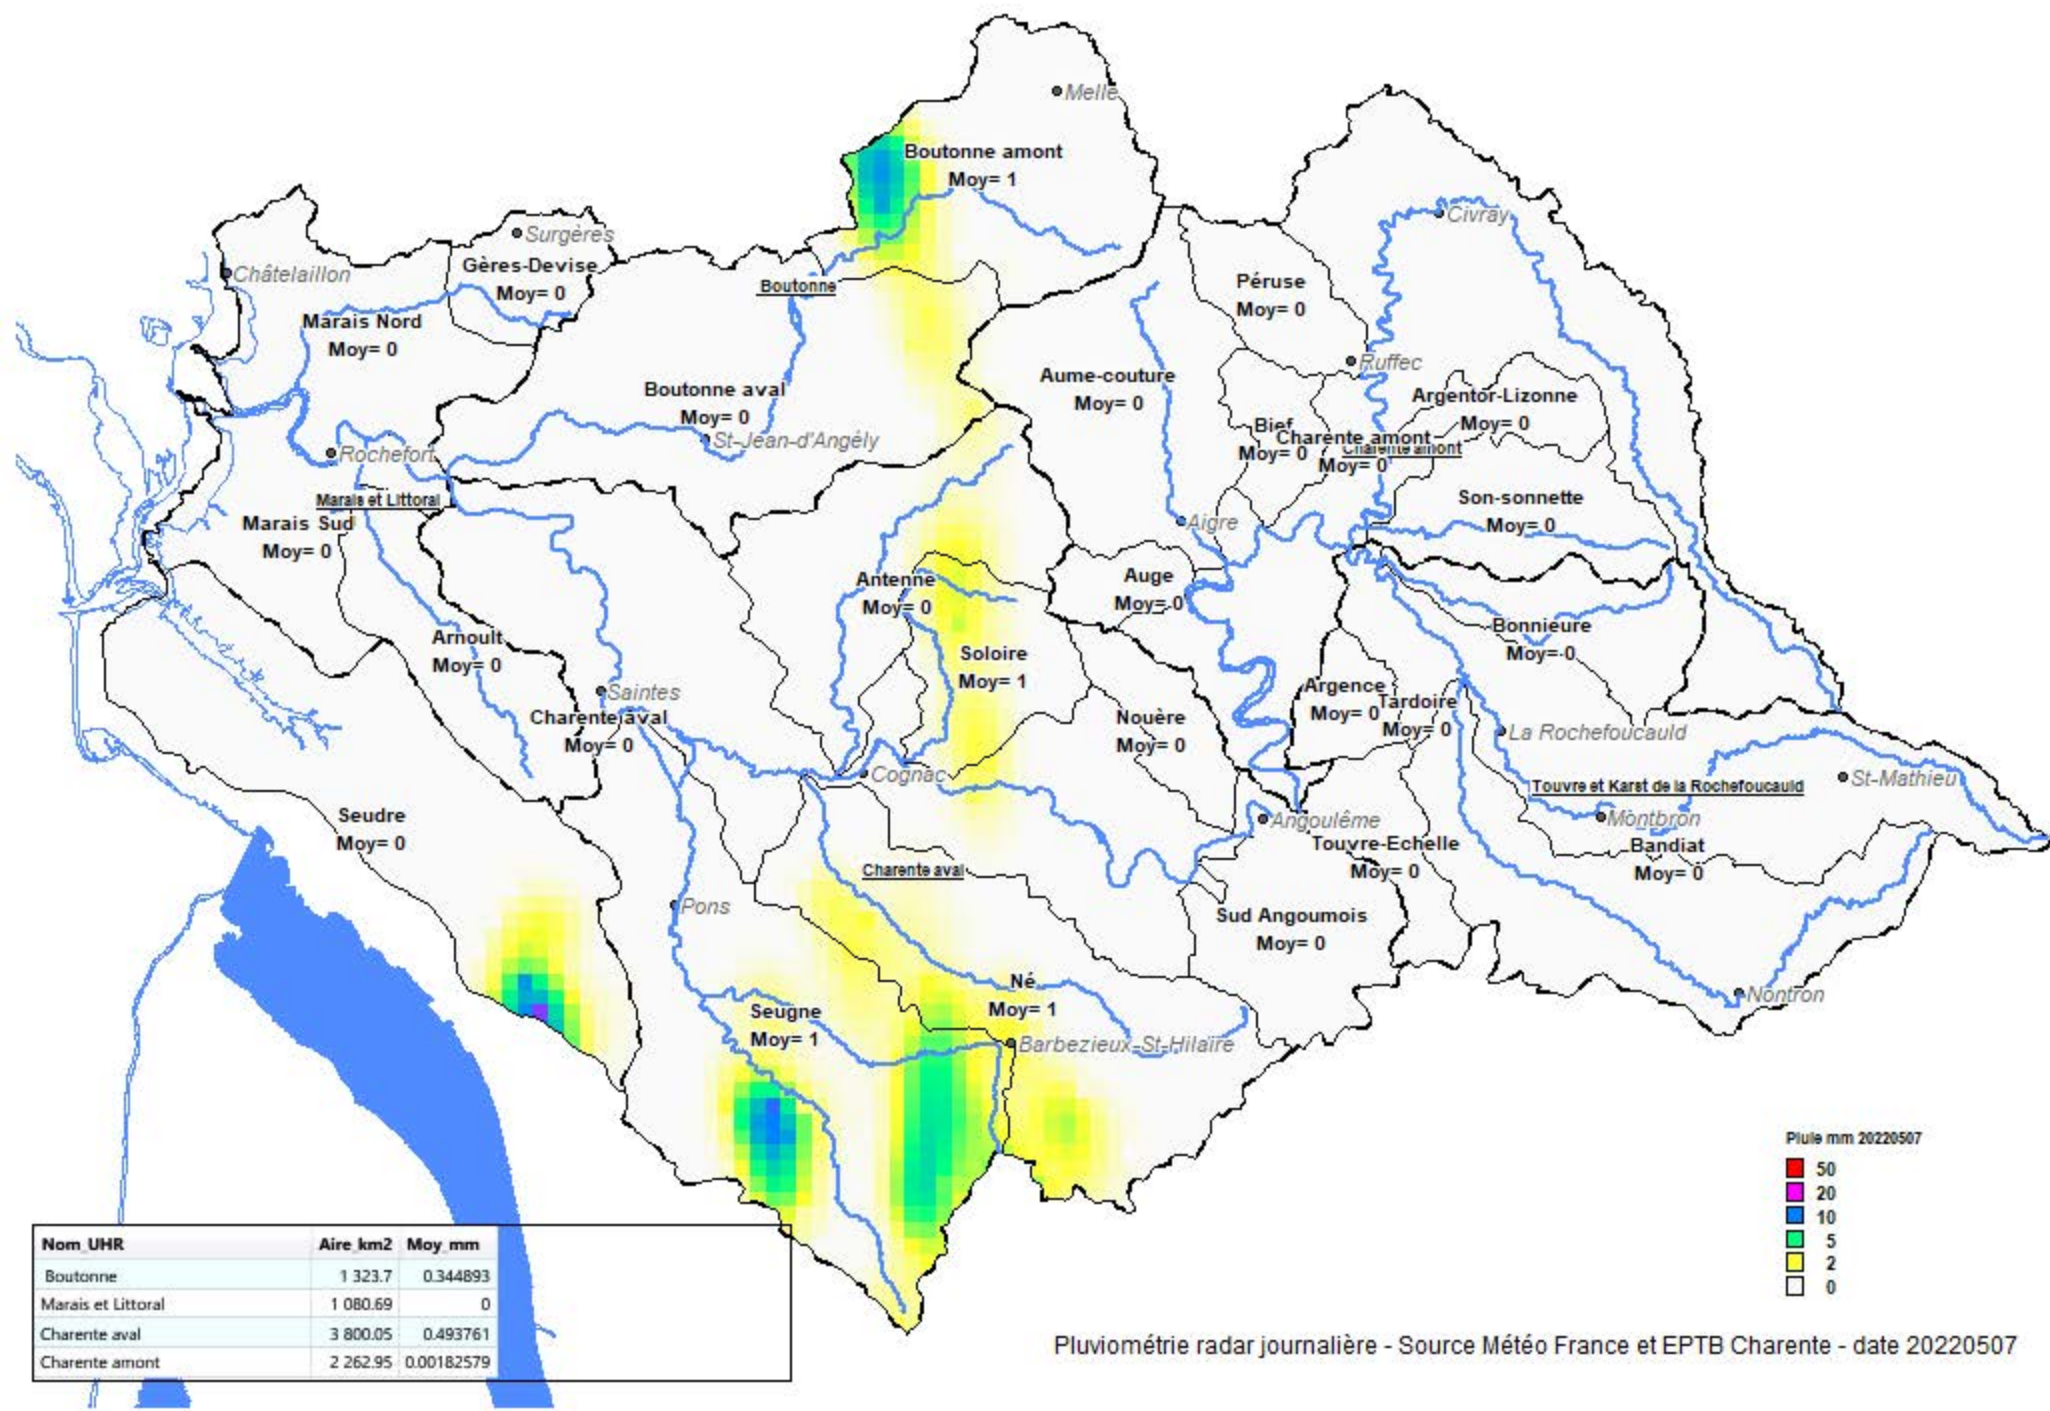 Melle
Boutonne amont
Moy= 1
Civray
Surgères
Châtelaillon
Gères-Devise
Moy= 0
Boutonne
Péruse
Moy= 0
Marais Nord
Moy= 0
Ruffec
Aume-couture
Moy= 0
Boutonne aval
Moy= 0
Argentor-Lizonne
Moy= 0
Bief
Moy= 0
Charente amont
Moy= 0
Charente amont
St-Jean-d'Angély
Rochefort
Marais et Littoral
Son-sonnette
Moy= 0
Marais Sud
Moy= 0
Aigre
Antenne
Moy= 0
Auge
Moy= 0
Bonnieure
Moy= 0
Arnoult
Moy= 0
Soloire
Moy= 1
Saintes
Charente aval
Moy= 0
Argence
Moy= 0
Tardoire
Moy= 0
Nouère
Moy= 0
La Rochefoucauld
Cognac
Touvre et Karst de la Rochefoucauld
St-Mathieu
Seudre
Moy= 0
Angoulême
Montbron
Touvre-Echelle
Moy= 0
Bandiat
Moy= 0
Charente aval
Pons
Sud Angoumois
Moy= 0
Né
Moy= 1
Nontron
Seugne
Moy= 1
Barbezieux-St-Hilaire
Pluie mm 20220507
50
20
10
5
2
0
Nom_UHR Aire_km2 Moy_mm
Boutonne 1 323.7 0.344893
Marais et Littoral 1 080.69 0
Charente aval 3 800.05 0.493761
Charente amont 2 262.95 0.00182579
Pluviométrie radar journalière - Source Météo France et EPTB Charente - date 20220507